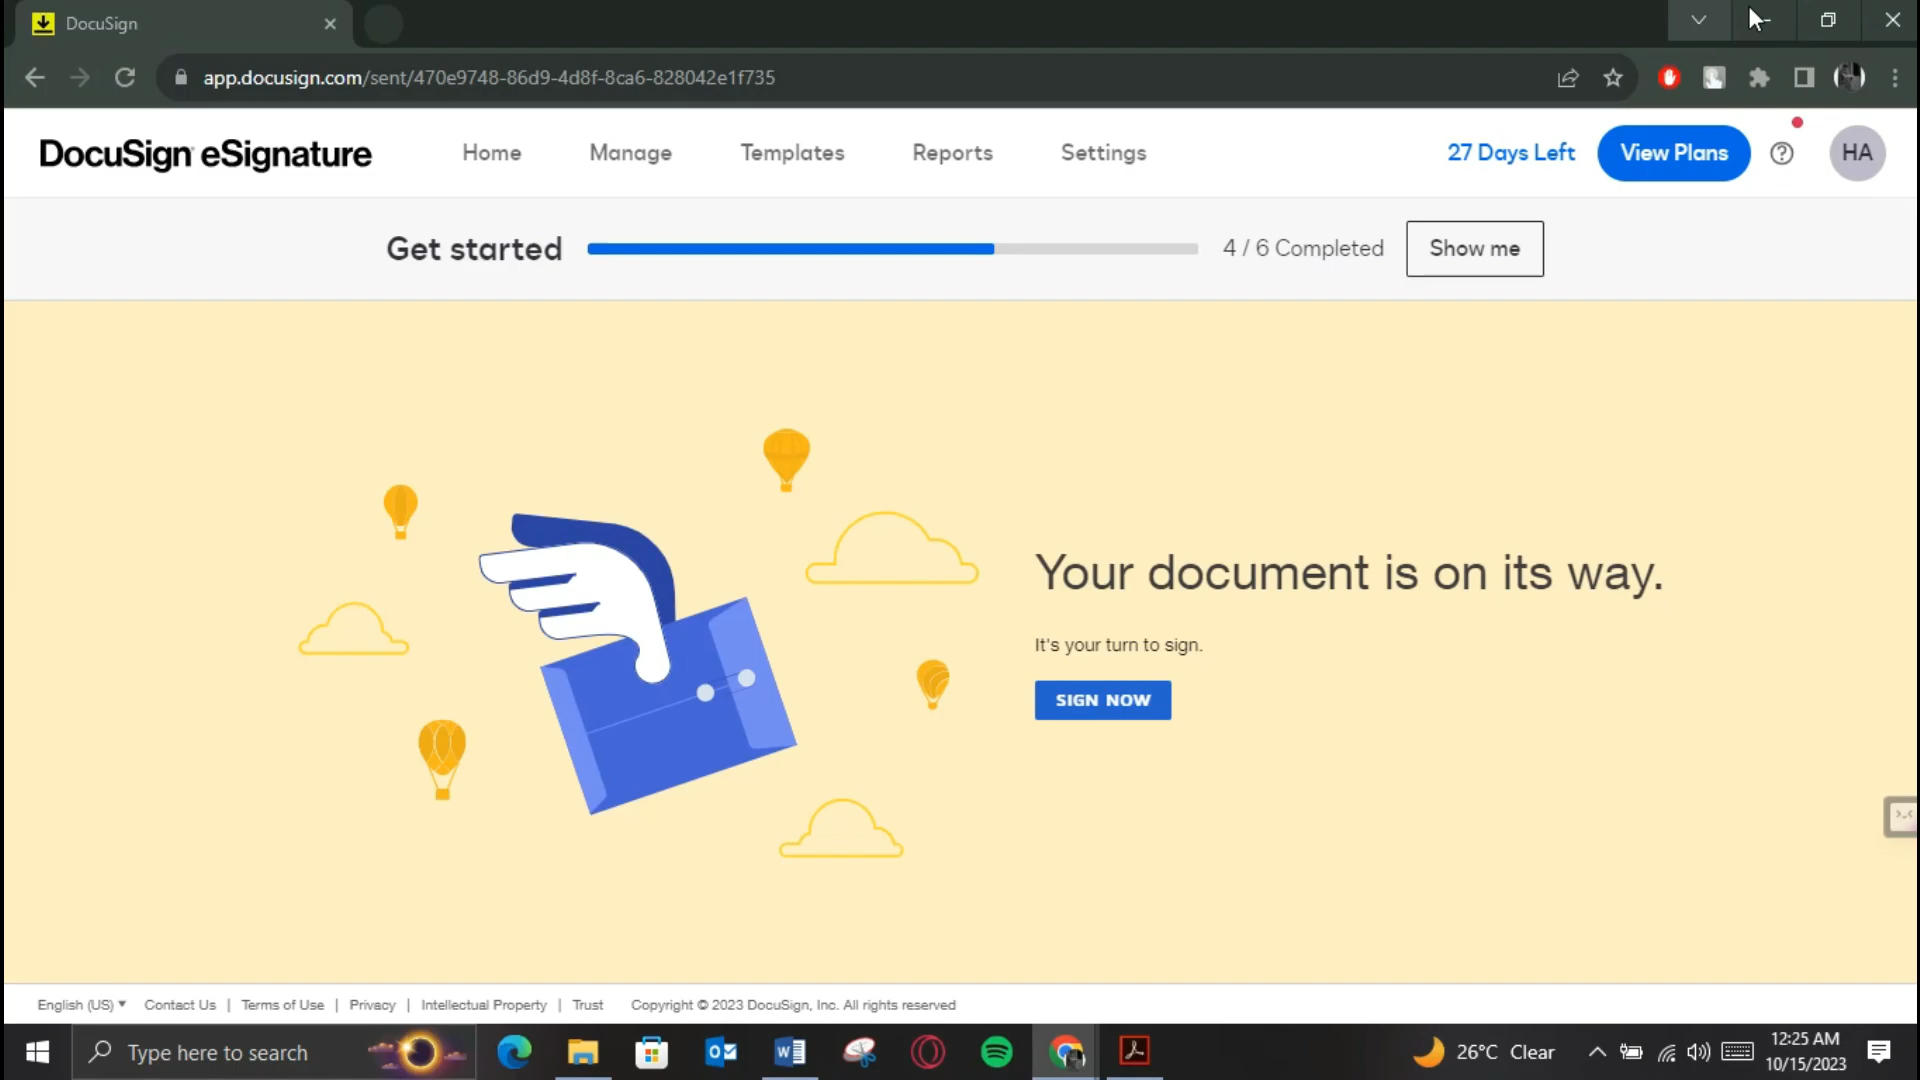 DocuSign
app.docusign.com/sent/470e9748-86d9-4d8f-8ca6-828042e1f735
DocuSign eSignature
Home
Manage
Templates
Reports
Settings
27 Days Left
View Plans
HA
Get started
4 / 6 Completed
Show me
Your document is on its way.
It's your turn to sign.
SIGN NOW
English (US) Contact Us | Terms of Use | Privacy | Intellectual Property | Trust Copyright © 2023 DocuSign, Inc. All rights reserved
Type here to search
26°C Clear
12:25 AM
10/15/2023